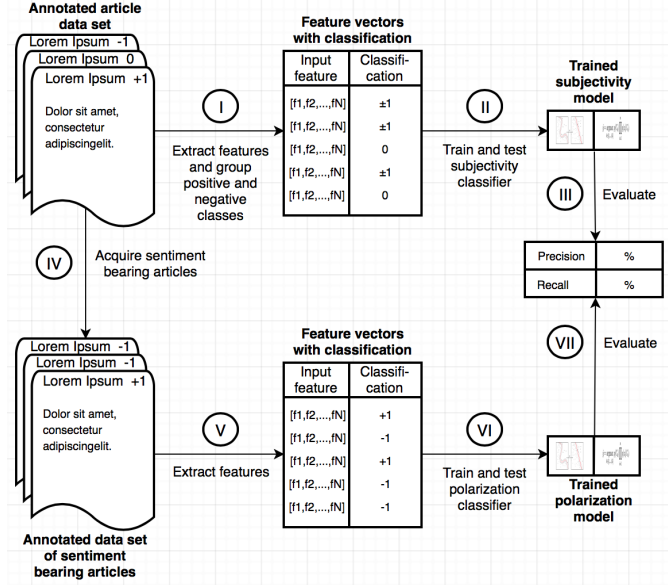 Annotated article
data set
Lorem Ipsum -1
Lorem Ipsum 0
Lorem Ipsum +1
Dolor sit amet,
consectetur
adipiscingelit.
I
Extract features
and group
positive and
negative
classes
Feature vectors
with classification
Input
feature
Classifi-
cation
[f1,f2,...,fN] ±1
[f1,f2,...,fN] ±1
[f1,f2,...,fN] 0
[f1,f2,...,fN] ±1
[f1,f2,...,fN] 0
II
Train and test
subjectivity
classifier
Trained
subjectivity
model
III
Evaluate
Precision %
Recall %
IV
Acquire sentiment
bearing articles
Lorem Ipsum -1
Lorem Ipsum -1
Lorem Ipsum +1
Dolor sit amet,
consectetur
adipiscingelit.
Annotated data set
of sentiment
bearing articles
V
Extract features
Feature vectors
with classification
Input
feature
Classifi-
cation
[f1,f2,...,fN] +1
[f1,f2,...,fN] -1
[f1,f2,...,fN] +1
[f1,f2,...,fN] -1
[f1,f2,...,fN] -1
VI
Train and test
polarization
classifier
VII
Evaluate
Trained
polarization
model